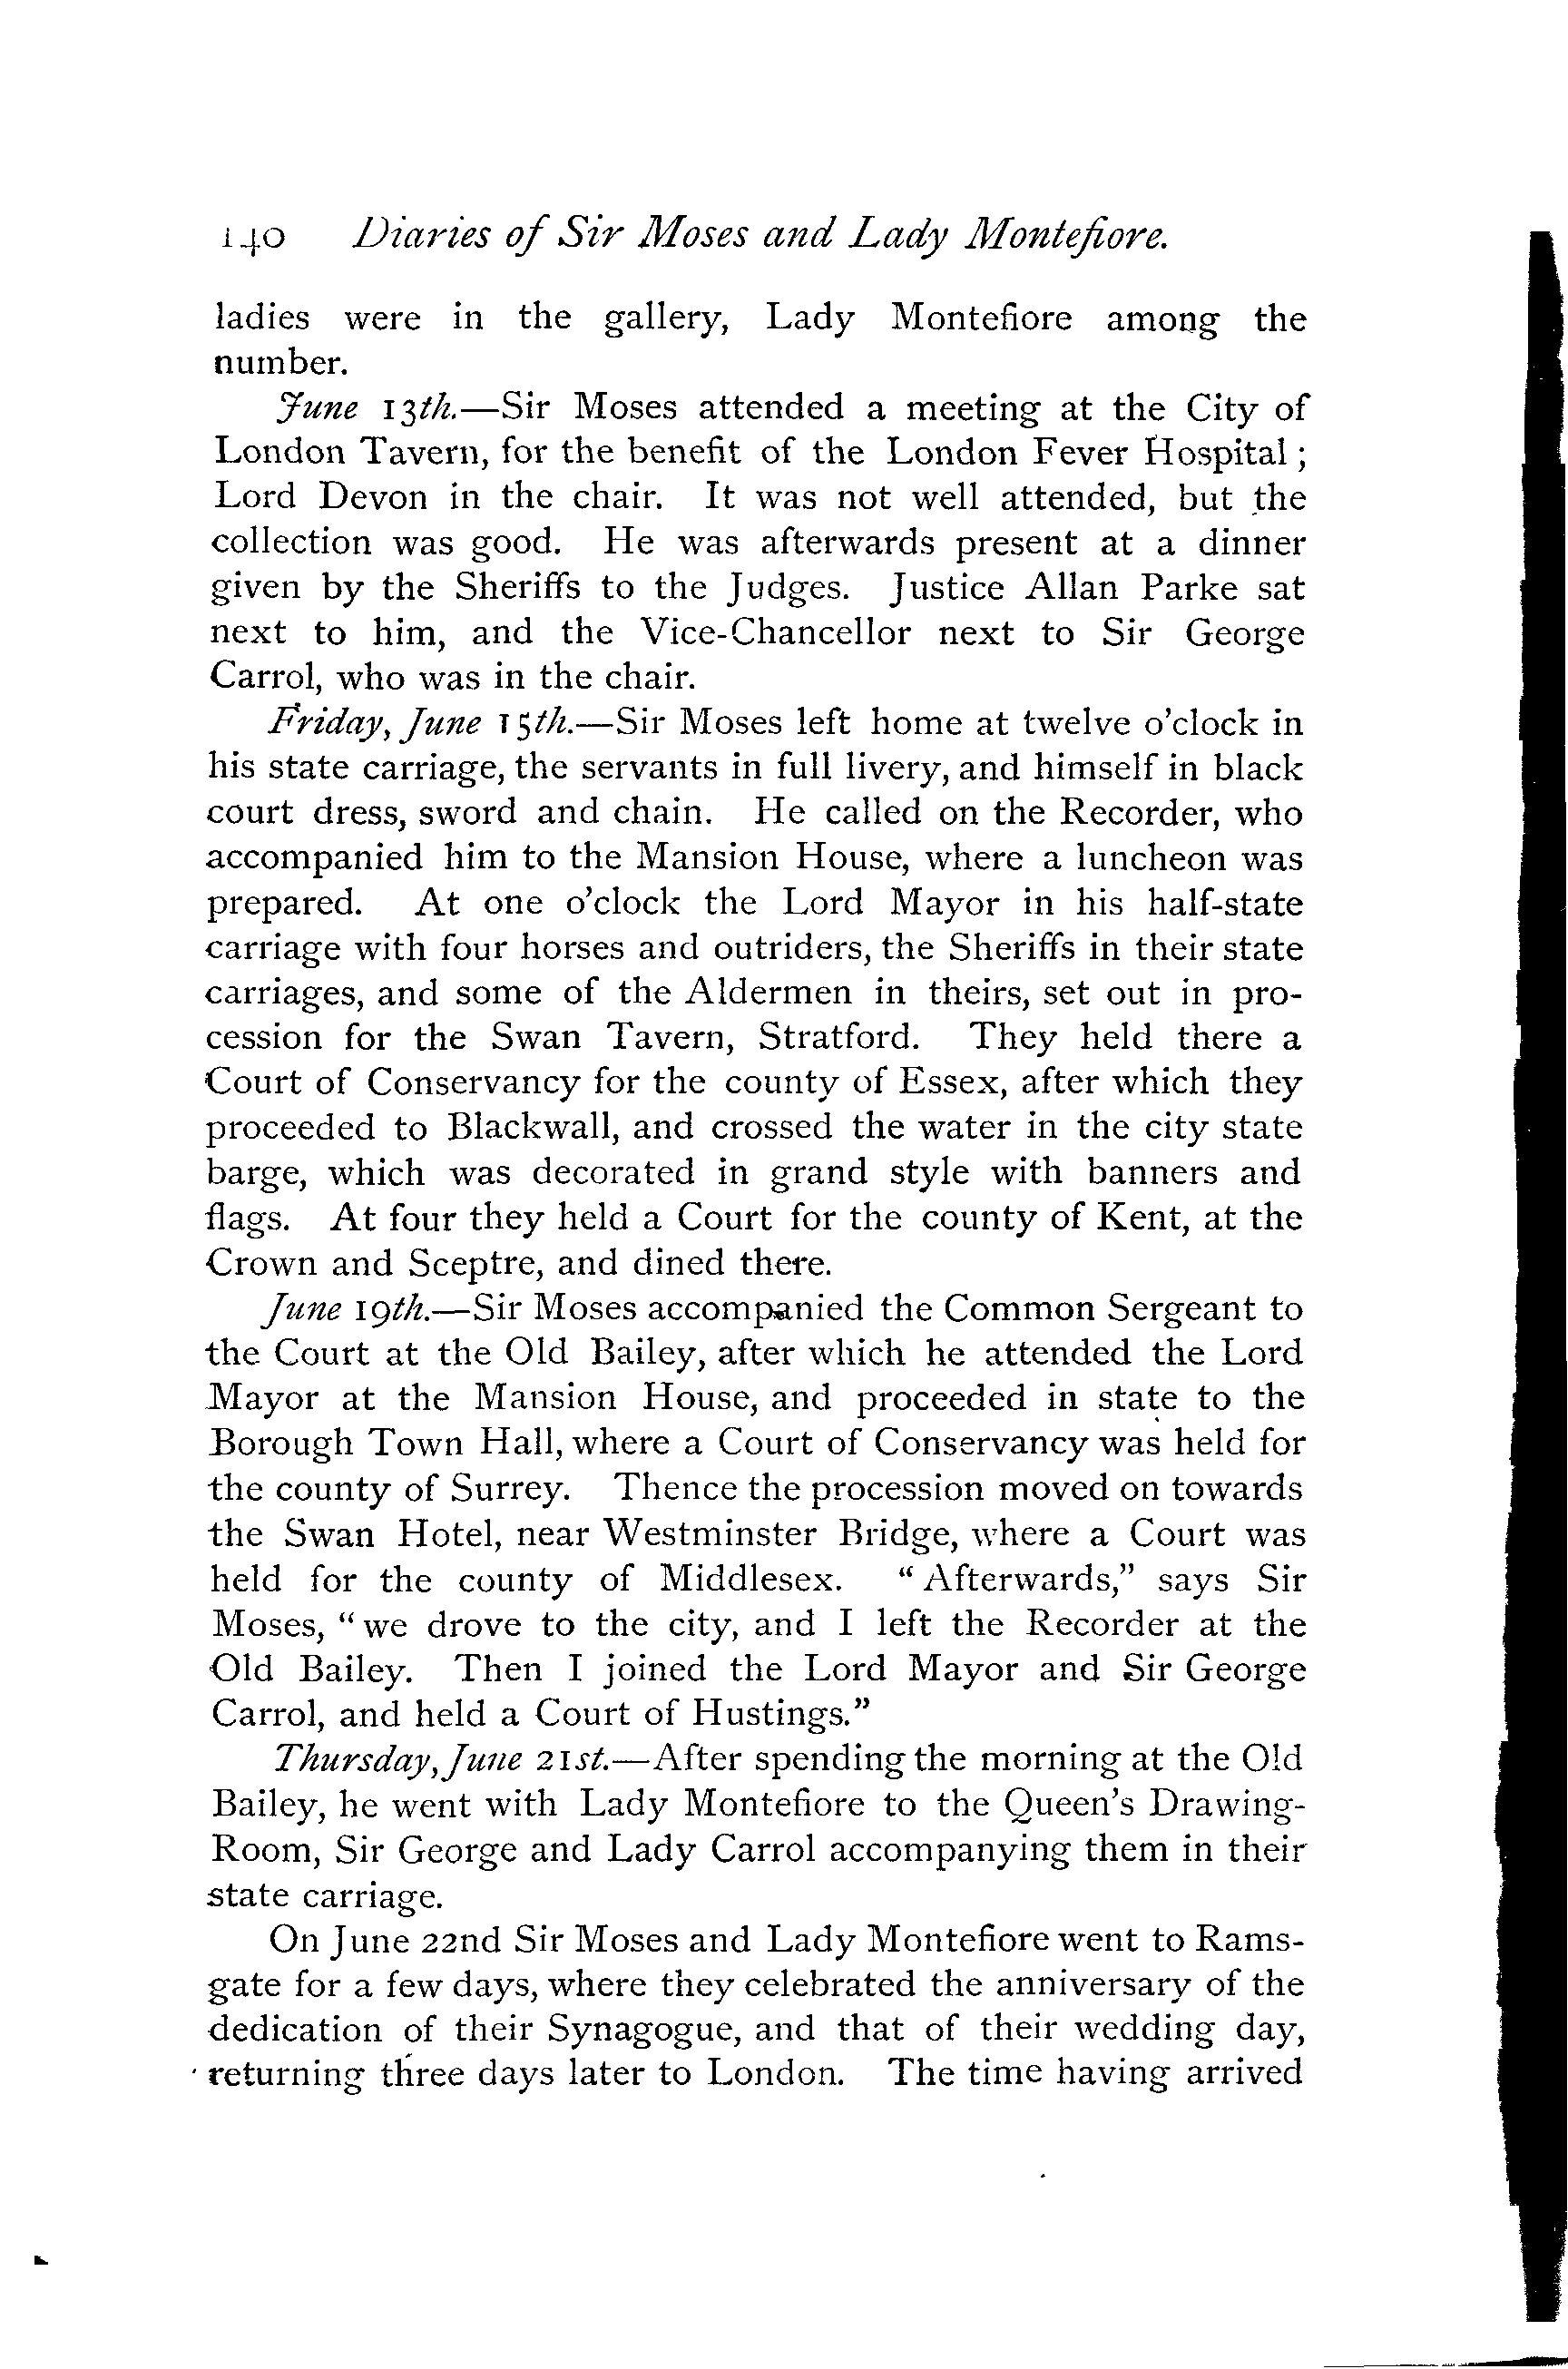 140 Diaries of Sir Moses and Lady Montefiore.
ladies were in the gallery, Lady Montefiore among the
number.
June 13th.—Sir Moses attended a meeting at the City of
London Tavern, for the benefit of the London Fever Hospital;
Lord Devon in the chair. It was not well attended, but the
collection was good. He was afterwards present at a dinner
given by the Sheriffs to the Judges. Justice Allan Parke sat
next to him, and the Vice-Chancellor next to Sir George
Carrol, who was in the chair.
Friday, June 15th.—Sir Moses left home at twelve o'clock in
his state carriage, the servants in full livery, and himself in black
court dress, sword and chain. He called on the Recorder, who
accompanied him to the Mansion House, where a luncheon was
prepared. At one o'clock the Lord Mayor in his half-state
carriage with four horses and outriders, the Sheriffs in their state
carriages, and some of the Aldermen in theirs, set out in pro-
cession for the Swan Tavern, Stratford. They held there a
Court of Conservancy for the county of Essex, after which they
proceeded to Blackwall, and crossed the water in the city state
barge, which was decorated in grand style with banners and
flags. At four they held a Court for the county of Kent, at the
Crown and Sceptre, and dined there.
June 19th.—Sir Moses accompanied the Common Sergeant to
the Court at the Old Bailey, after which he attended the Lord
Mayor at the Mansion House, and proceeded in state to the
Borough Town Hall, where a Court of Conservancy was held for
the county of Surrey. Thence the procession moved on towards
the Swan Hotel, near Westminster Bridge, where a Court was
held for the county of Middlesex. "Afterwards," says Sir
Moses, "we drove to the city, and I left the Recorder at the
Old Bailey. Then I joined the Lord Mayor and Sir George
Carrol, and held a Court of Hustings."
Thursday, June 21st.—After spending the morning at the Old
Bailey, he went with Lady Montefiore to the Queen's Drawing-
Room, Sir George and Lady Carrol accompanying them in their
state carriage.
On June 22nd Sir Moses and Lady Montefiore went to Rams-
gate for a few days, where they celebrated the anniversary of the
dedication of their Synagogue, and that of their wedding day,
returning three days later to London. The time having arrived